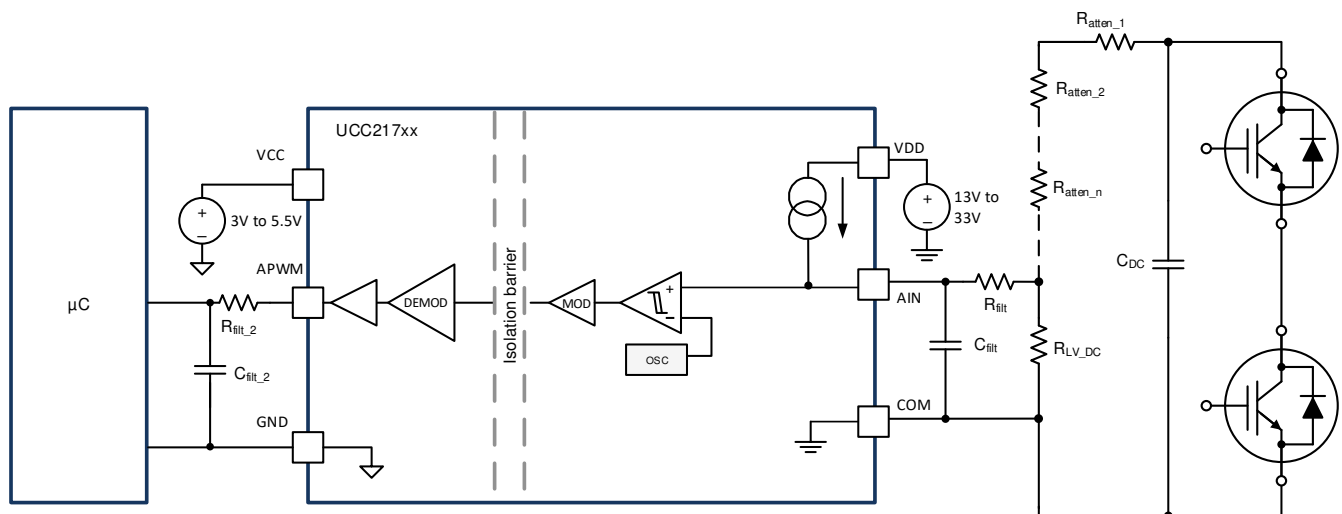 R_atten_1
UCC217xx
R_atten_2
VCC
VDD
3V to 5.5V
13V to
33V
R_atten_n
APWM
µC
DEMOD
Isolation barrier
MOD
+
−
AIN
R_filt
C_DC
R_filt_2
OSC
C_filt
R_LV_DC
C_filt_2
GND
COM